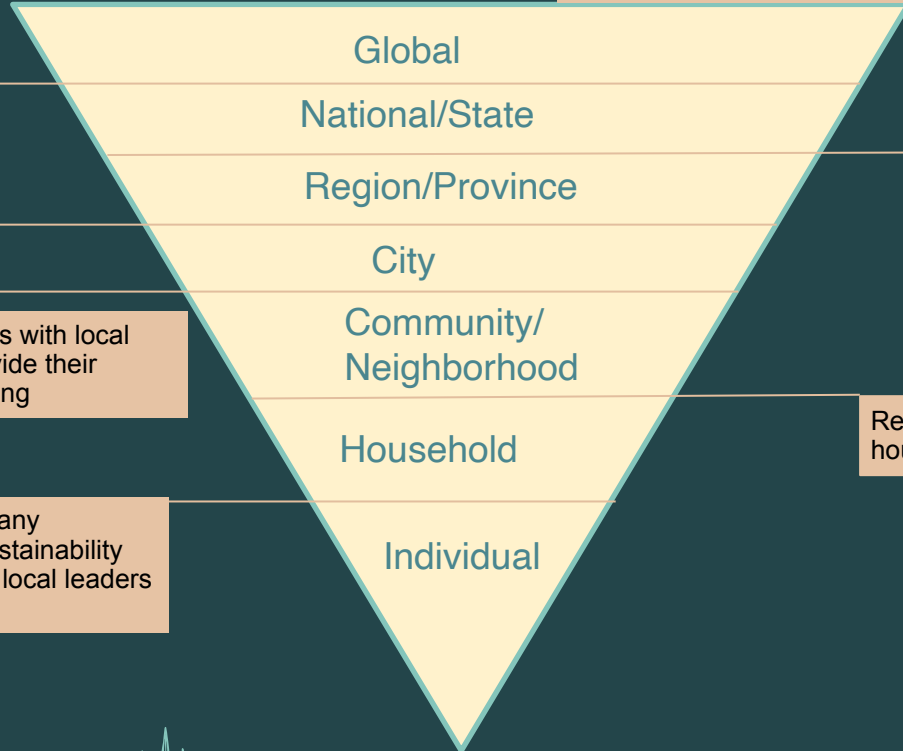 Global
National/State
Region/Province
City
Community/
Neighborhood
s with local
vide their
ng
Household
Re
hou
any
stainability
local leaders
Individual